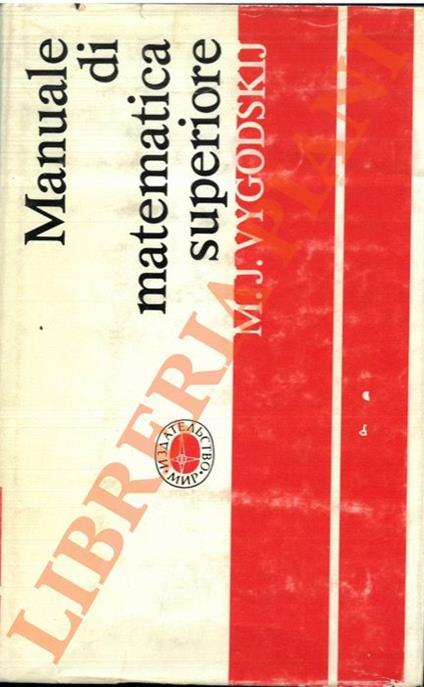 Manuale
di
matematica
superiore
M. J. VYGODSKIJ
ИЗДАТЕЛЬСТВО
· МИР ·
LIBRERIA PIANI